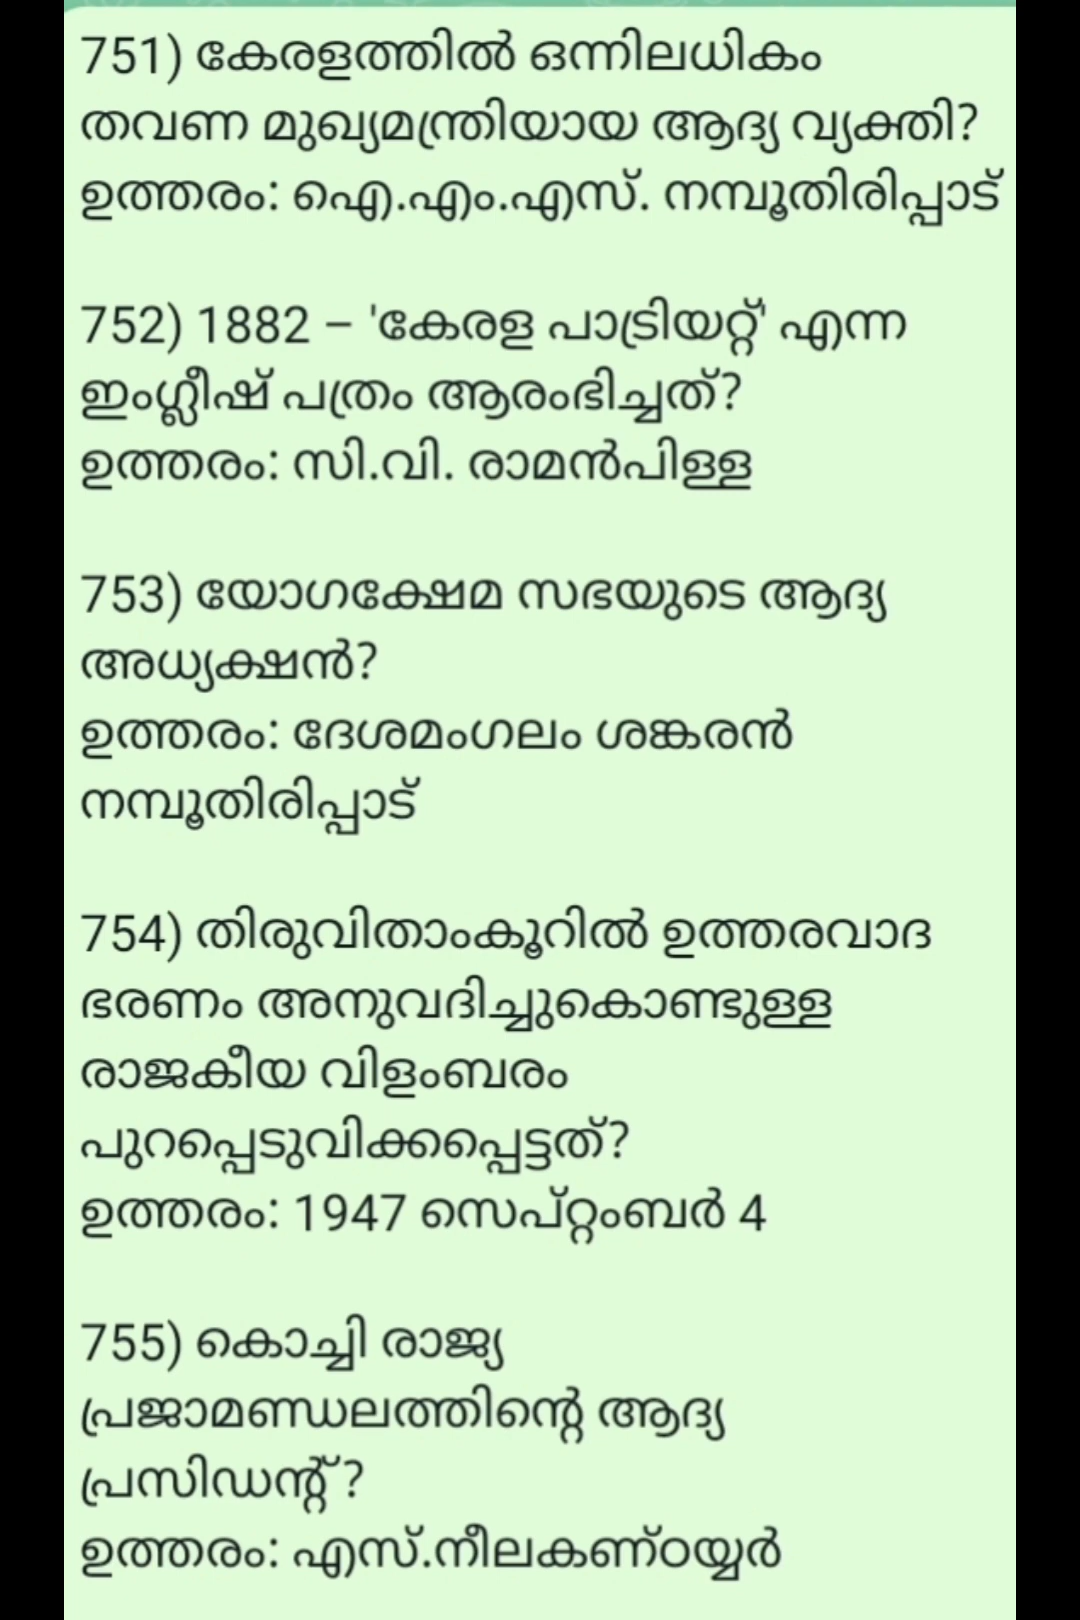 751) കേരളത്തിൽ ഒന്നിലധികം
തവണ മുഖ്യമന്ത്രിയായ ആദ്യ വ്യക്തി?
ഉത്തരം: ഐ.എം.എസ്. നമ്പൂതിരിപ്പാട്
752) 1882 – 'കേരള പാട്രിയറ്റ്' എന്ന
ഇംഗ്ലീഷ് പത്രം ആരംഭിച്ചത്?
ഉത്തരം: സി.വി. രാമൻപിള്ള
753) യോഗക്ഷേമ സഭയുടെ ആദ്യ
അധ്യക്ഷൻ?
ഉത്തരം: ദേശമംഗലം ശങ്കരൻ
നമ്പൂതിരിപ്പാട്
754) തിരുവിതാംകൂറിൽ ഉത്തരവാദ
ഭരണം അനുവദിച്ചുകൊണ്ടുള്ള
രാജകീയ വിളംബരം
പുറപ്പെടുവിക്കപ്പെട്ടത്?
ഉത്തരം: 1947 സെപ്റ്റംബർ 4
755) കൊച്ചി രാജ്യ
പ്രജാമണ്ഡലത്തിന്റെ ആദ്യ
പ്രസിഡന്റ് ?
ഉത്തരം: എസ്.നീലകണ്ഠയ്യർ